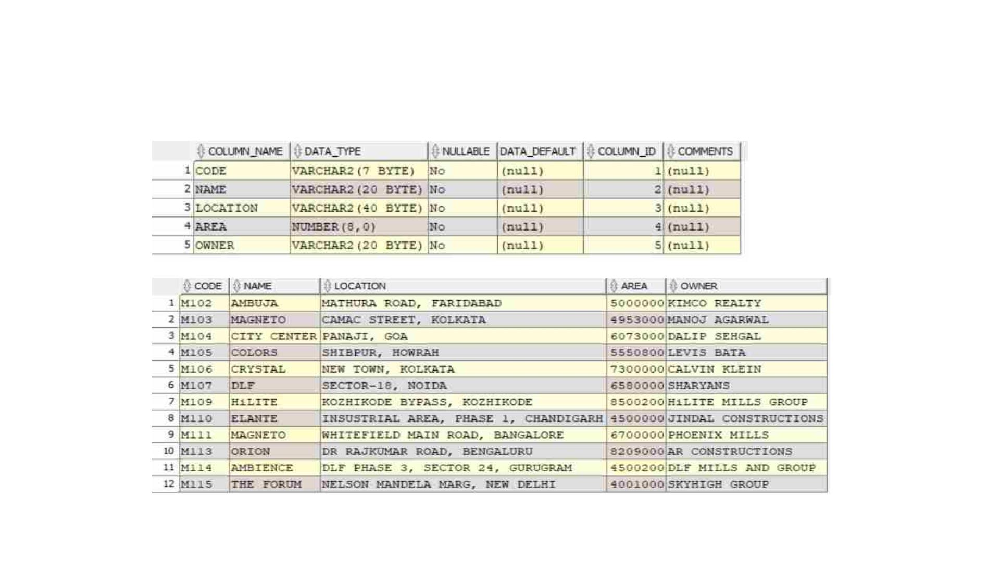 COLUMN_NAME DATA_TYPE NULLABLE DATA_DEFAULT COLUMN_ID COMMENTS
1 CODE VARCHAR2(7 BYTE) No (null) 1 (null)
2 NAME VARCHAR2(20 BYTE) No (null) 2 (null)
3 LOCATION VARCHAR2(40 BYTE) No (null) 3 (null)
4 AREA NUMBER(8,0) No (null) 4 (null)
5 OWNER VARCHAR2(20 BYTE) No (null) 5 (null)
CODE NAME LOCATION AREA OWNER
1 M102 AMBUJA MATHURA ROAD, FARIDABAD 5000000 KIMCO REALTY
2 M103 MAGNETO CAMAC STREET, KOLKATA 4953000 MANOJ AGARWAL
3 M104 CITY CENTER PANAJI, GOA 6073000 DALIP SEHGAL
4 M105 COLORS SHIBPUR, HOWRAH 5550800 LEVIS BATA
5 M106 CRYSTAL NEW TOWN, KOLKATA 7300000 CALVIN KLEIN
6 M107 DLF SECTOR-18, NOIDA 6580000 SHARYANS
7 M109 HiLITE KOZHIKODE BYPASS, KOZHIKODE 8500200 HiLITE MILLS GROUP
8 M110 ELANTE INSUSTRIAL AREA, PHASE 1, CHANDIGARH 4500000 JINDAL CONSTRUCTIONS
9 M111 MAGNETO WHITEFIELD MAIN ROAD, BANGALORE 6700000 PHOENIX MILLS
10 M113 ORION DR RAJKUMAR ROAD, BENGALURU 8209000 AR CONSTRUCTIONS
11 M114 AMBIENCE DLF PHASE 3, SECTOR 24, GURUGRAM 4500200 DLF MILLS AND GROUP
12 M115 THE FORUM NELSON MANDELA MARG, NEW DELHI 4001000 SKYHIGH GROUP